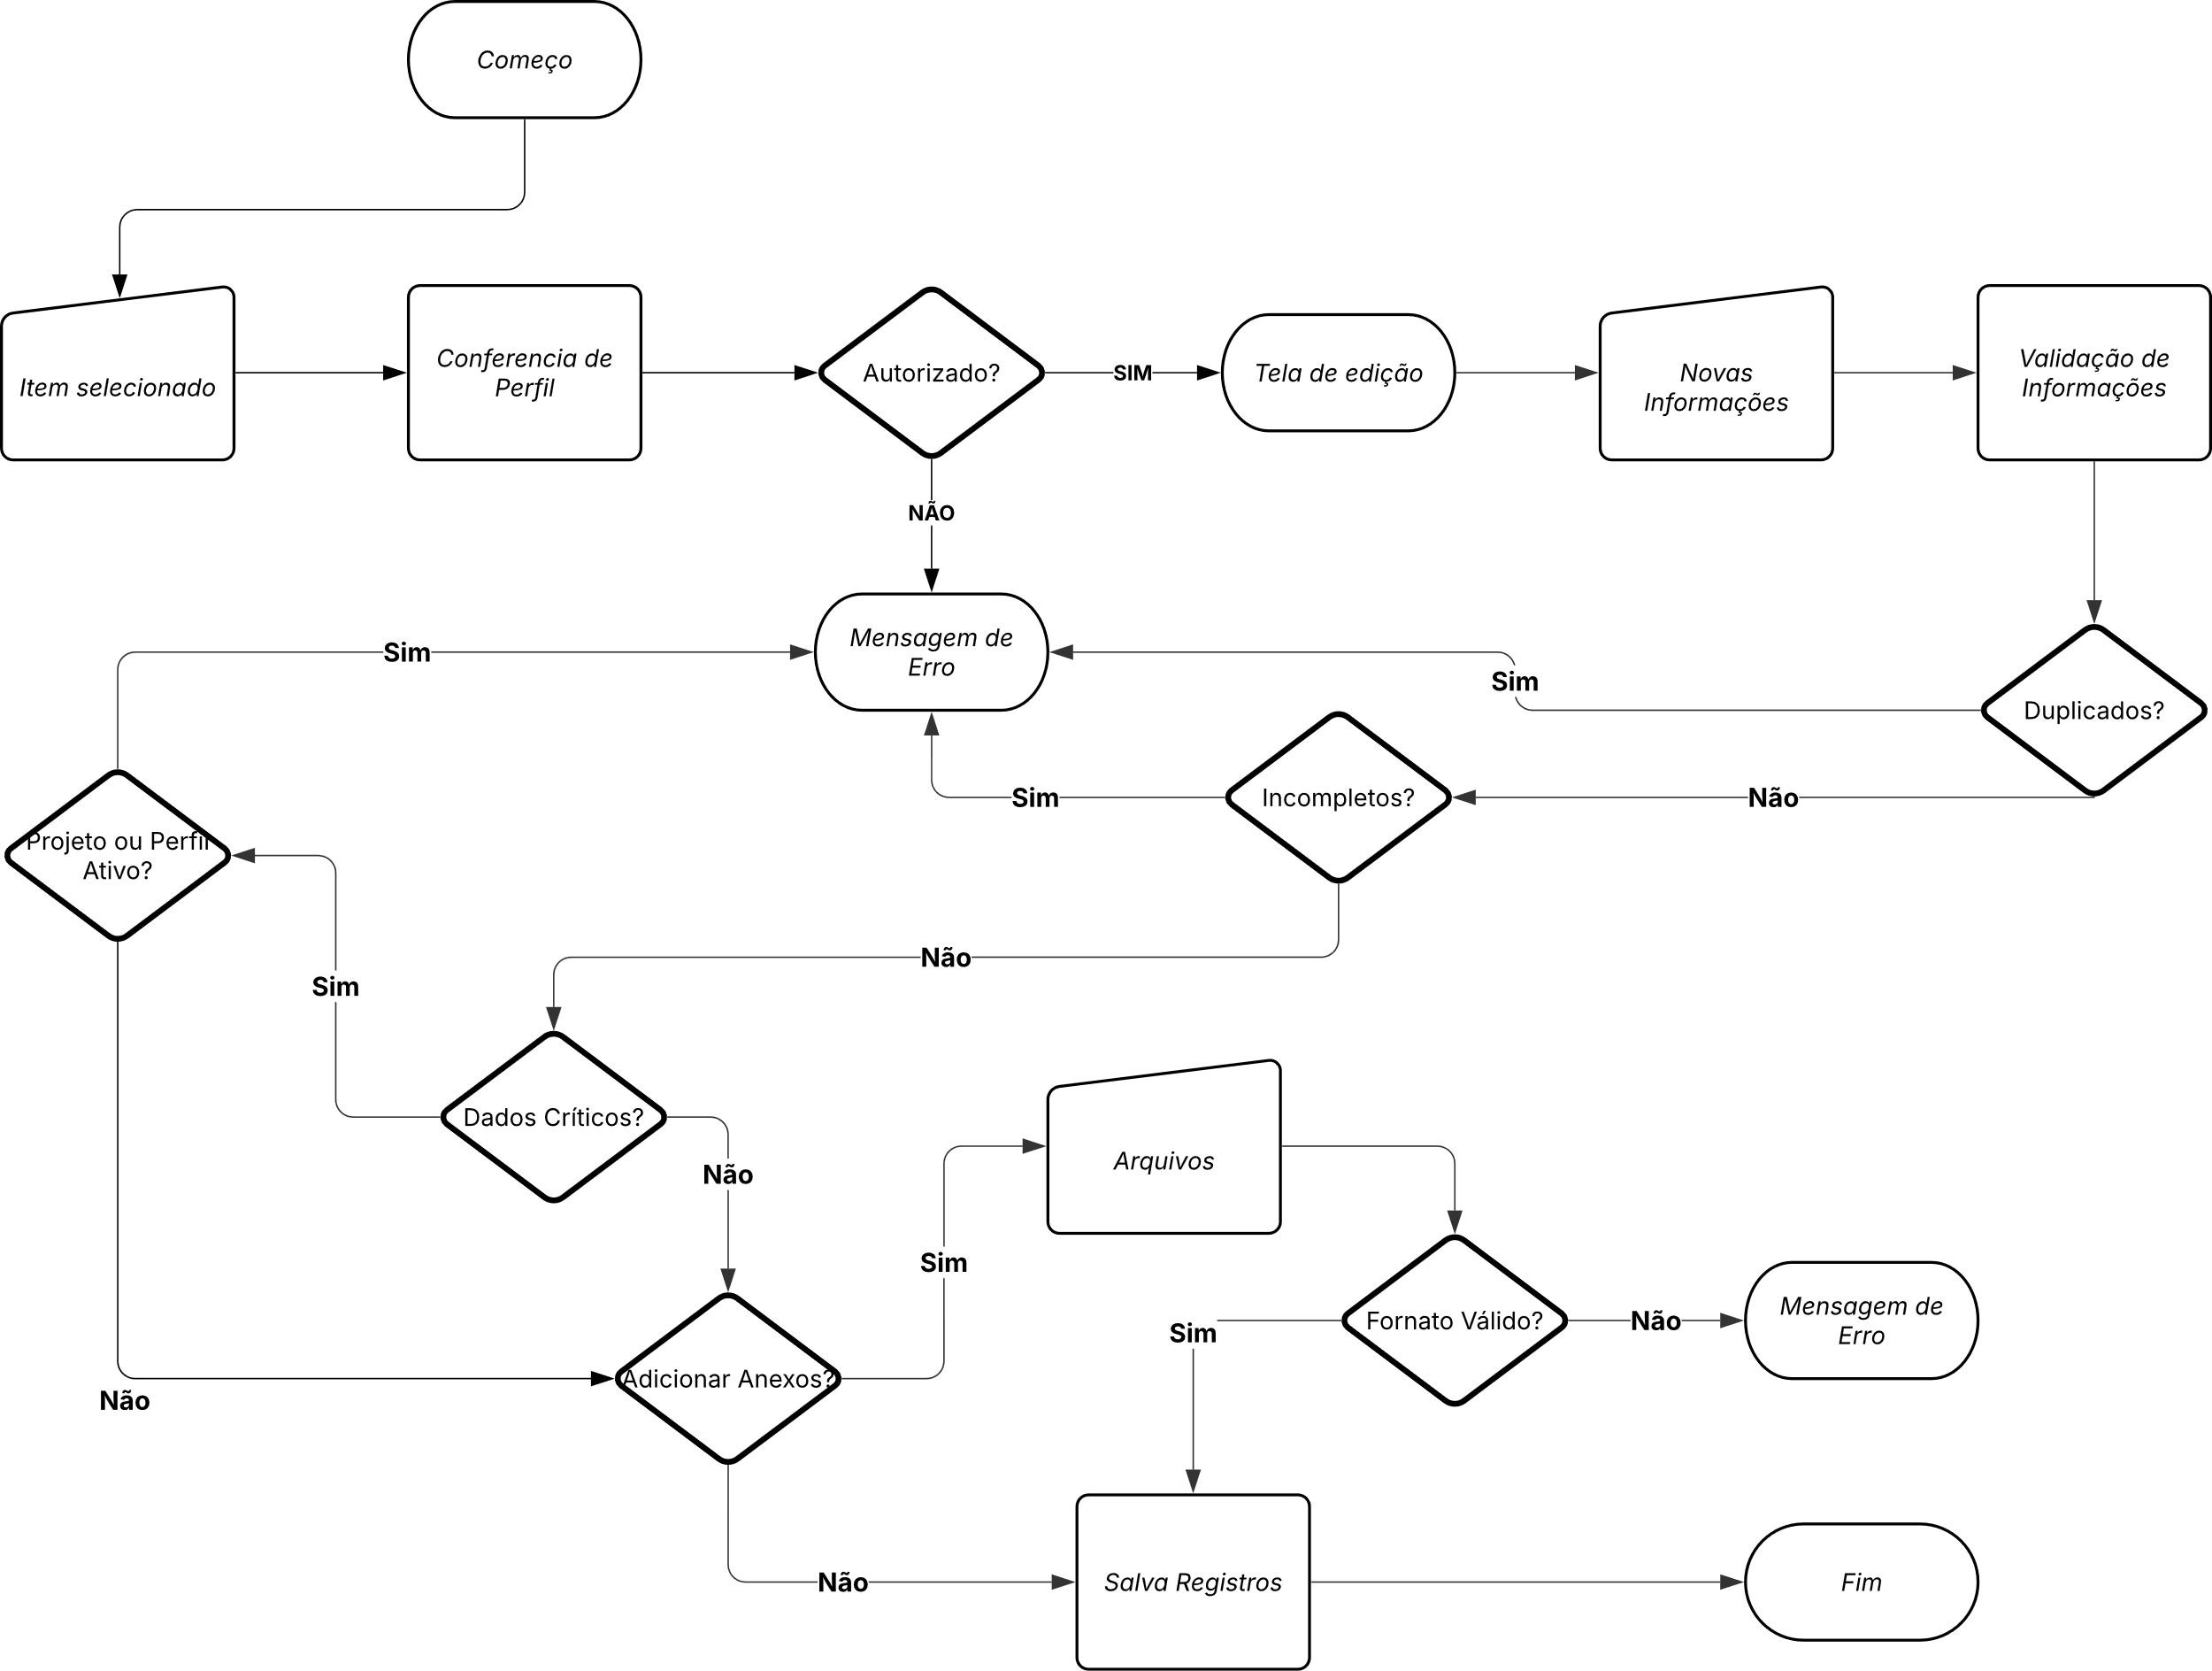 Começo
Item selecionado
Conferencia de
Perfil
Autorizado?
SIM
Tela de edição
Novas
Informações
Validação de
Informações
NÃO
Mensagem de
Erro
Sim
Sim
Duplicados?
Sim
Incompletos?
Não
Projeto ou Perfil
Ativo?
Não
Sim
Dados Críticos?
Não
Arquivos
Sim
Fornato Válido?
Sim
Não
Mensagem de
Erro
Adicionar Anexos?
Não
Não
Salva Registros
Fim